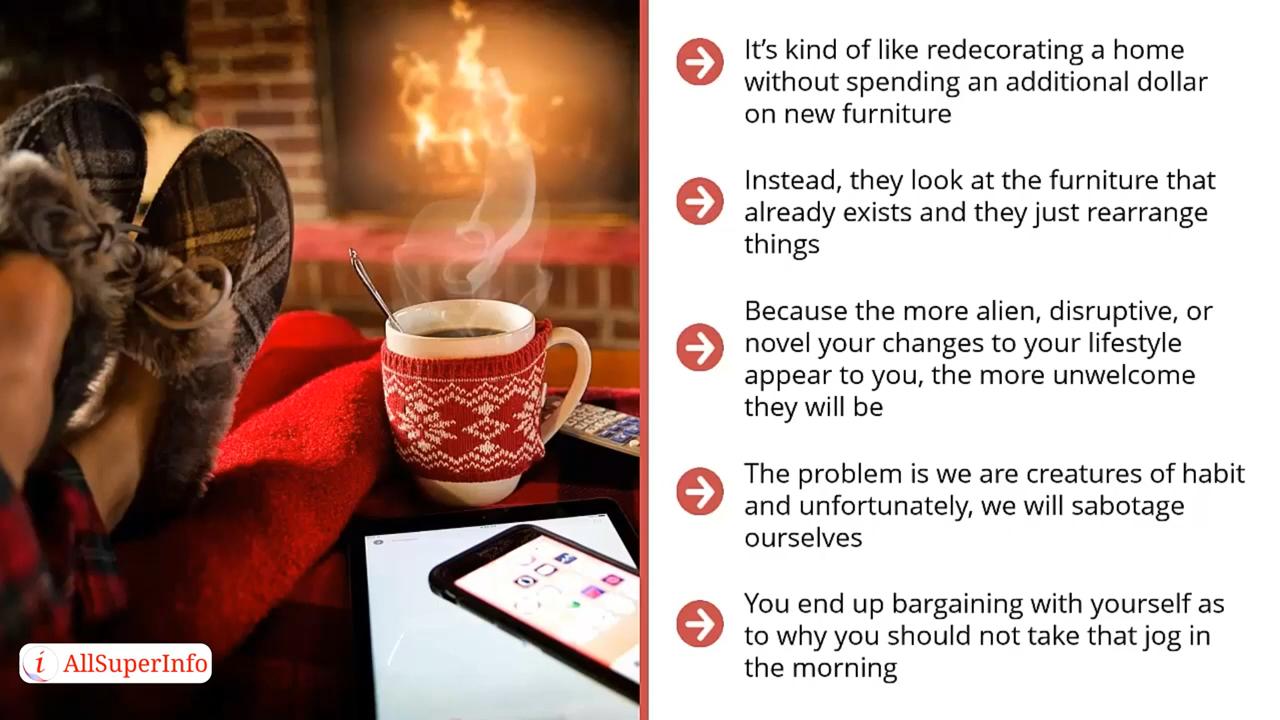 It’s kind of like redecorating a home
without spending an additional dollar
on new furniture
Instead, they look at the furniture that
already exists and they just rearrange
things
Because the more alien, disruptive, or
novel your changes to your lifestyle
appear to you, the more unwelcome
they will be
The problem is we are creatures of habit
and unfortunately, we will sabotage
ourselves
You end up bargaining with yourself as
to why you should not take that jog in
the morning
i AllSuperInfo